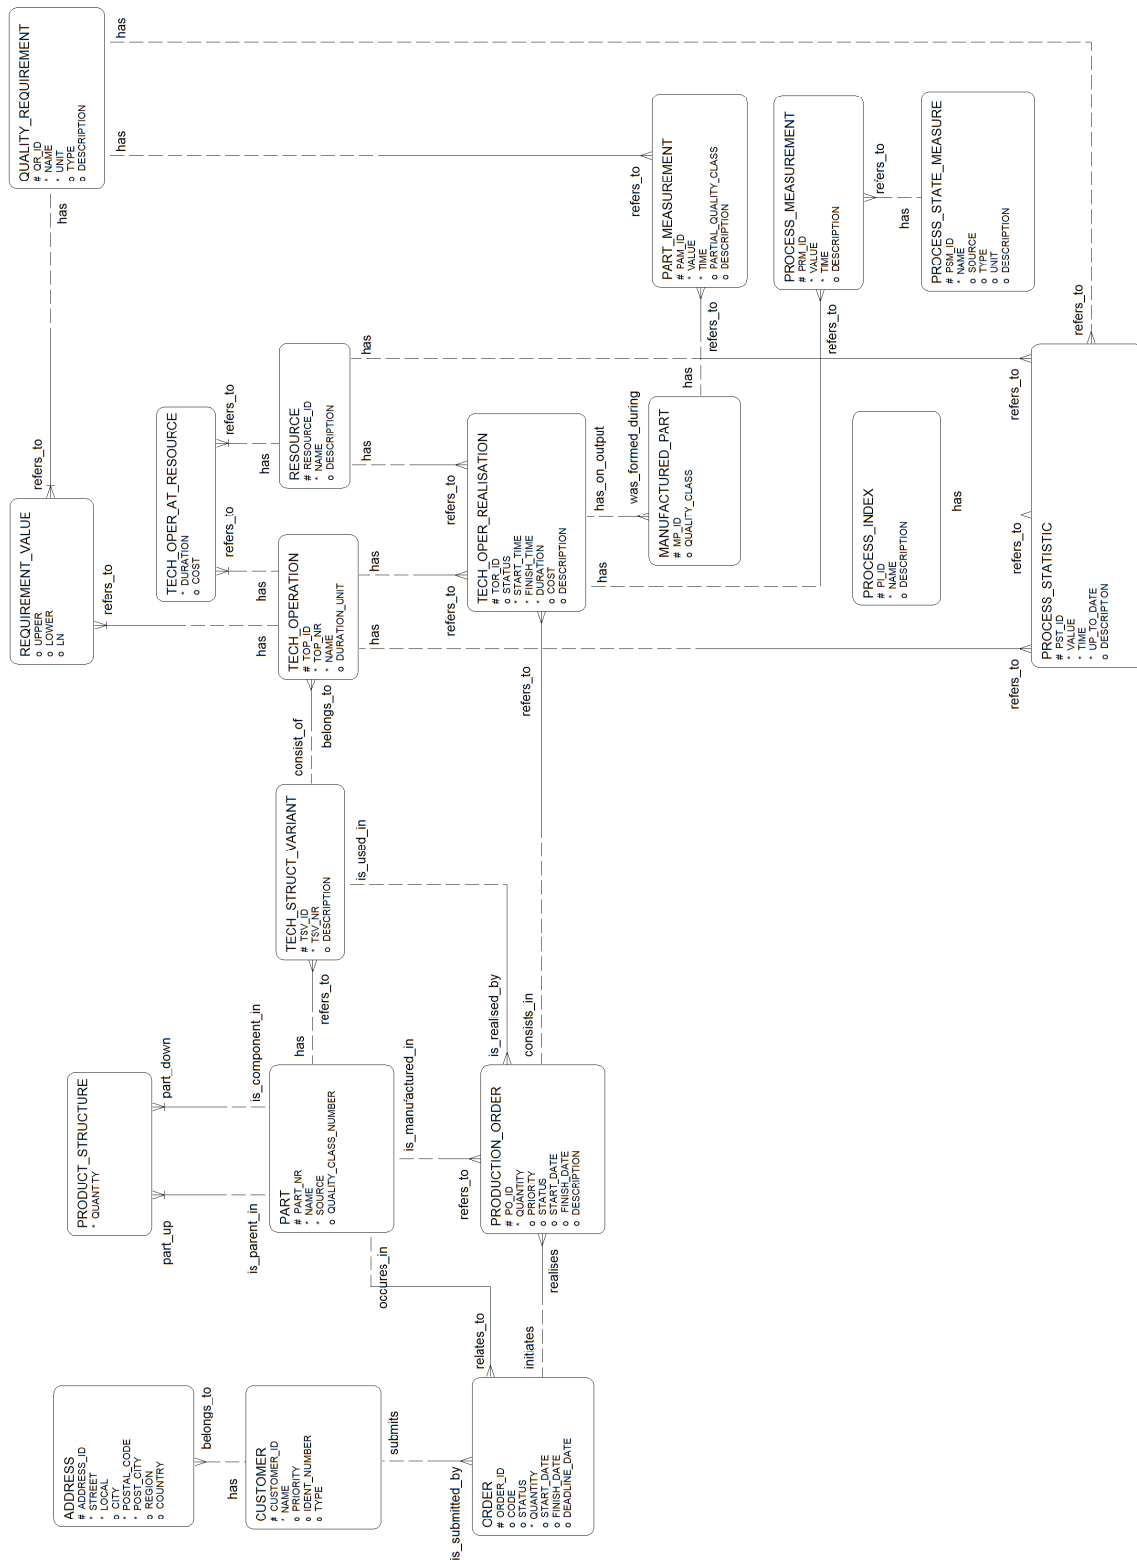 ADDRESS
# ADDRESS_ID
* STREET
* LOCAL
o CITY
* POSTAL_CODE
* POST_CITY
o REGION
o COUNTRY
belongs_to
has
CUSTOMER
# CUSTOMER_ID
* NAME
o PRIORITY
o IDENT_NUMBER
o TYPE
submits
is_submitted_by
ORDER
# ORDER_ID
o CODE
o STATUS
* QUANTITY
o START_DATE
o FINISH_DATE
o DEADLINE_DATE
relates_to
initiates
occures_in
realises
PRODUCT_STRUCTURE
* QUANTITY
part_up
part_down
is_parent_in
is_component_in
PART
# PART_NR
* NAME
* SOURCE
o QUALITY_CLASS_NUMBER
has
refers_to
is_manufactured_in
refers_to
PRODUCTION_ORDER
# PO_ID
* QUANTITY
o PRIORITY
o STATUS
o START_DATE
o FINISH_DATE
o DESCRIPTION
is_realised_by
consists_in
TECH_STRUCT_VARIANT
# TSV_ID
* TSV_NR
o DESCRIPTION
is_used_in
consist_of
belongs_to
refers_to
REQUIREMENT_VALUE
o UPPER
o LOWER
o LN
refers_to
refers_to
has
TECH_OPER_AT_RESOURCE
* DURATION
o COST
refers_to
refers_to
has
has
TECH_OPERATION
# TOP_ID
* TOP_NR
* NAME
o DURATION_UNIT
has
has
RESOURCE
# RESOURCE_ID
* NAME
o DESCRIPTION
has
has
refers_to
refers_to
TECH_OPER_REALISATION
# TOR_ID
o STATUS
* START_TIME
* FINISH_TIME
* DURATION
o COST
o DESCRIPTION
has
has_on_output
was_formed_during
MANUFACTURED_PART
# MP_ID
o QUALITY_CLASS
has
refers_to
QUALITY_REQUIREMENT
# QR_ID
* NAME
* UNIT
o TYPE
o DESCRIPTION
has
has
has
refers_to
PART_MEASUREMENT
# PAM_ID
* VALUE
* TIME
o PARTIAL_QUALITY_CLASS
o DESCRIPTION
PROCESS_MEASUREMENT
# PRM_ID
* VALUE
* TIME
o DESCRIPTION
refers_to
refers_to
has
PROCESS_STATE_MEASURE
# PSM_ID
* NAME
o SOURCE
o TYPE
o UNIT
o DESCRIPTION
PROCESS_INDEX
# PI_ID
* NAME
o DESCRIPTION
has
refers_to
refers_to
refers_to
refers_to
PROCESS_STATISTIC
# PST_ID
* VALUE
* TIME
* UP_TO_DATE
o DESCRIPTION